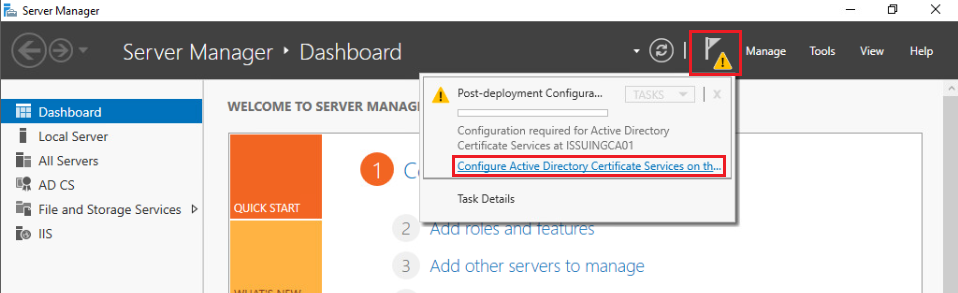 Server Manager
Server Manager ‣ Dashboard
Manage Tools View Help
Post-deployment Configura...
TASKS
X
Configuration required for Active Directory
Certificate Services at ISSUINGCA01
Configure Active Directory Certificate Services on th...
Task Details
Dashboard
Local Server
All Servers
AD CS
File and Storage Services
IIS
WELCOME TO SERVER MANAG
QUICK START
WHAT'S NEW
1
2 Add roles and features
3 Add other servers to manage